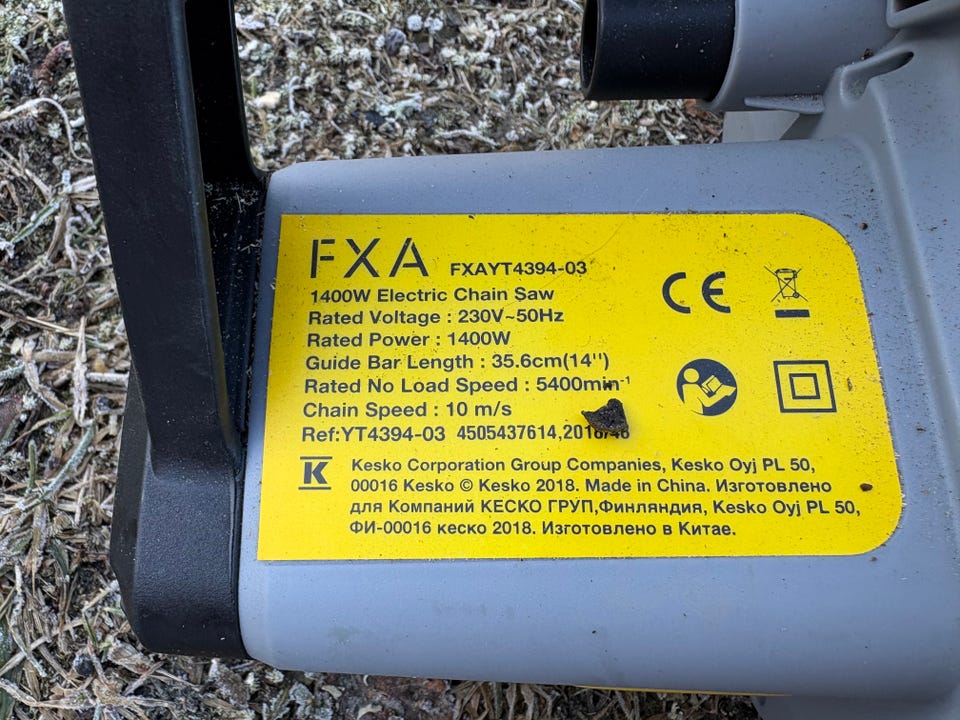 FXA FXAYT4394-03
1400W Electric Chain Saw
Rated Voltage : 230V~50Hz
Rated Power : 1400W
Guide Bar Length : 35.6cm(14'')
Rated No Load Speed : 5400min⁻¹
Chain Speed : 10 m/s
Ref:YT4394-03 4505437614,2018/48
CE
K
Kesko Corporation Group Companies, Kesko Oyj PL 50,
00016 Kesko © Kesko 2018. Made in China. Изготовлено
для Компаний КЕСКО ГРУП,Финляндия, Kesko Oyj PL 50,
ФИ-00016 кеско 2018. Изготовлено в Китае.